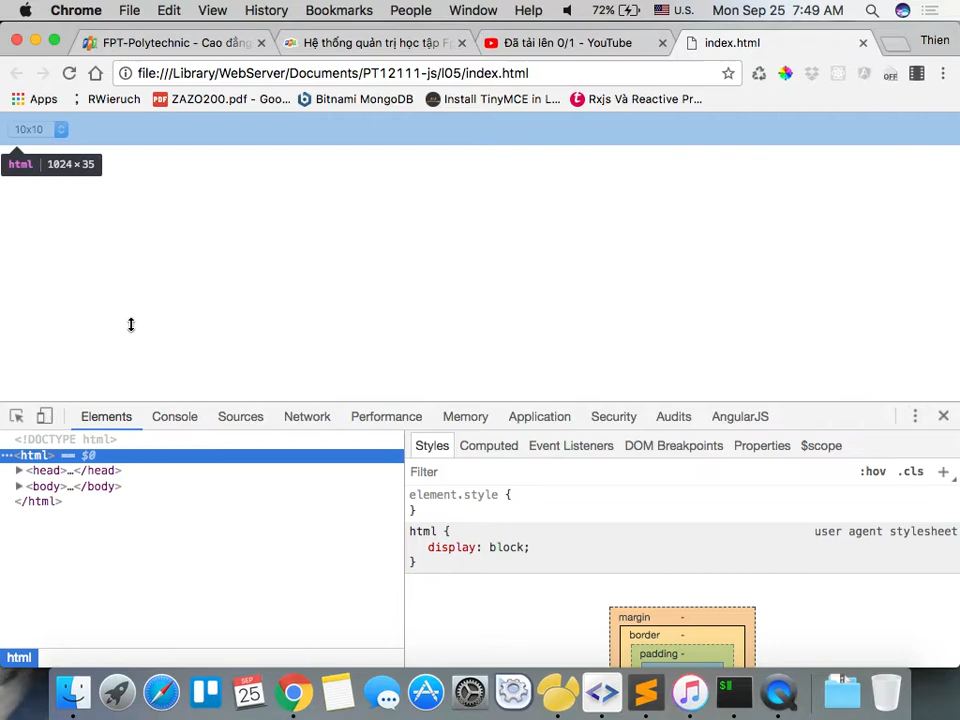 Chrome File Edit View History Bookmarks People Window Help 72% U.S. Mon Sep 25 7:49 AM
FPT-Polytechnic - Cao đẳng Hệ thống quản trị học tập Đã tải lên 0/1 - YouTube index.html Thien
file:///Library/WebServer/Documents/PT12111-js/l05/index.html
Apps RWieruch ZAZO200.pdf - Goo... Bitnami MongoDB Install TinyMCE in L... Rxjs Và Reactive Pr...
10x10
html 1024×35
Elements Console Sources Network Performance Memory Application Security Audits AngularJS
<!DOCTYPE html>
...<html> == $0
<head>…</head>
<body>…</body>
</html>
html
Styles Computed Event Listeners DOM Breakpoints Properties $scope
Filter :hov .cls +
element.style {
}
html { user agent stylesheet
display: block;
}
margin -
border -
padding -
SEP
25
$